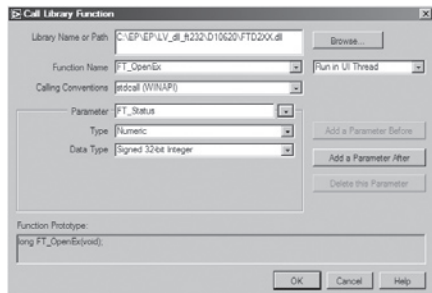 Call Library Function
Library Name or Path C:\EP\EP\LV_dll_ft232\D10620\FTD2XX.dll Browse...
Function Name FT_OpenEx Run in UI Thread
Calling Conventions stdcall (WINAPI)
Parameter FT_Status
Type Numeric Add a Parameter Before
Data Type Signed 32-bit Integer Add a Parameter After
Delete this Parameter
Function Prototype:
long FT_OpenEx(void);
OK Cancel Help